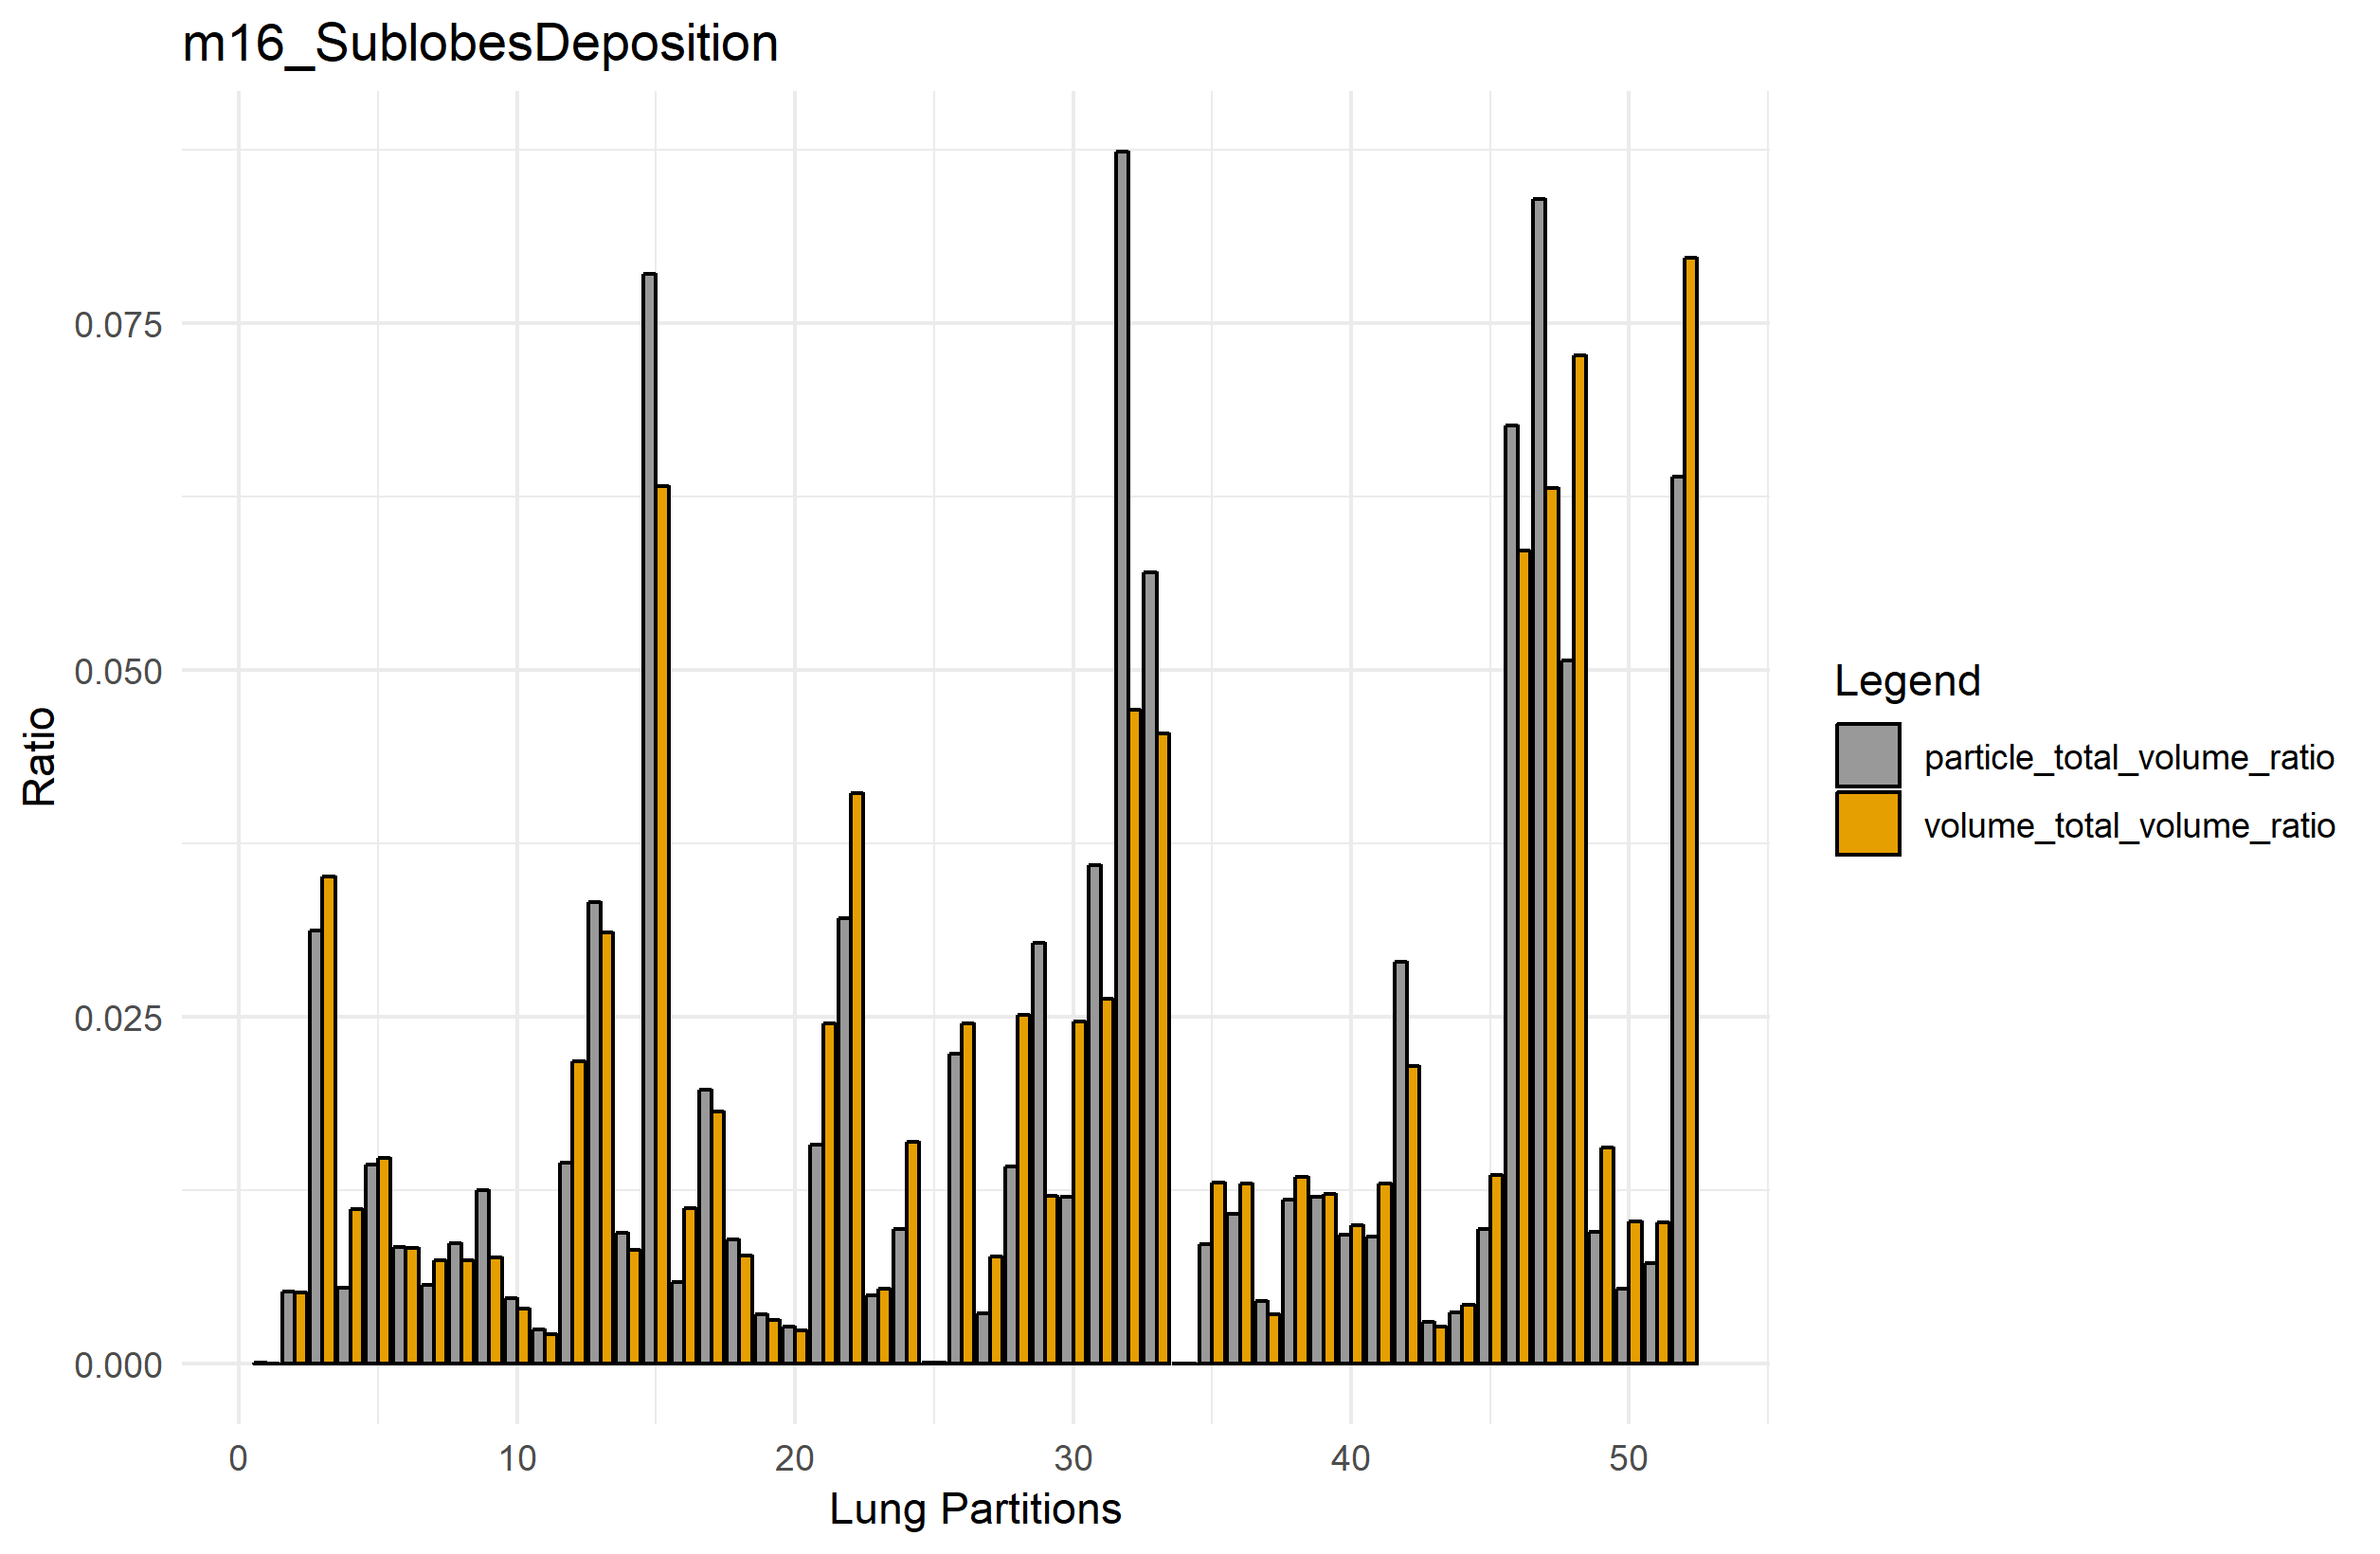 m16_SublobesDeposition
Ratio
0.075
0.050
0.025
0.000
0 10 20 30 40 50
Lung Partitions
Legend
particle_total_volume_ratio
volume_total_volume_ratio